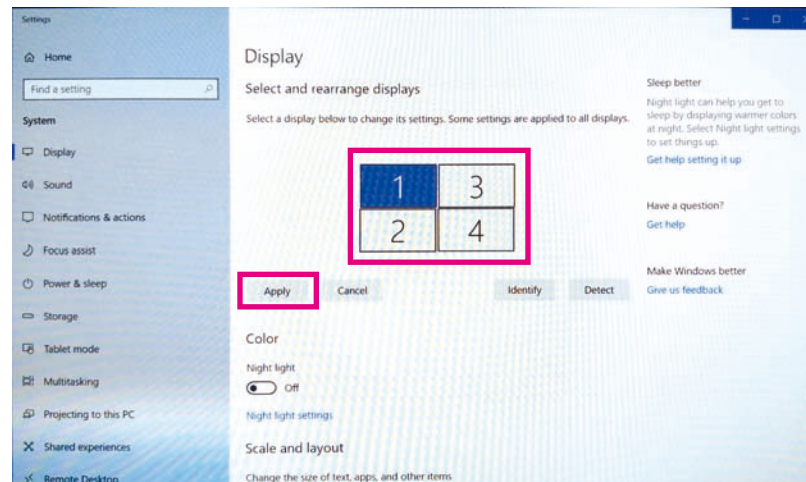 Settings
Home
Find a setting
System
Display
Sound
Notifications & actions
Focus assist
Power & sleep
Storage
Tablet mode
Multitasking
Projecting to this PC
Shared experiences
Remote Desktop
Display
Select and rearrange displays
Select a display below to change its settings. Some settings are applied to all displays.
1 3
2 4
Apply Cancel Identify Detect
Color
Night light
Off
Night light settings
Scale and layout
Change the size of text, apps, and other items
Sleep better
Night light can help you get to
sleep by displaying warmer colors
at night. Select Night light settings
to set things up.
Get help setting it up
Have a question?
Get help
Make Windows better
Give us feedback